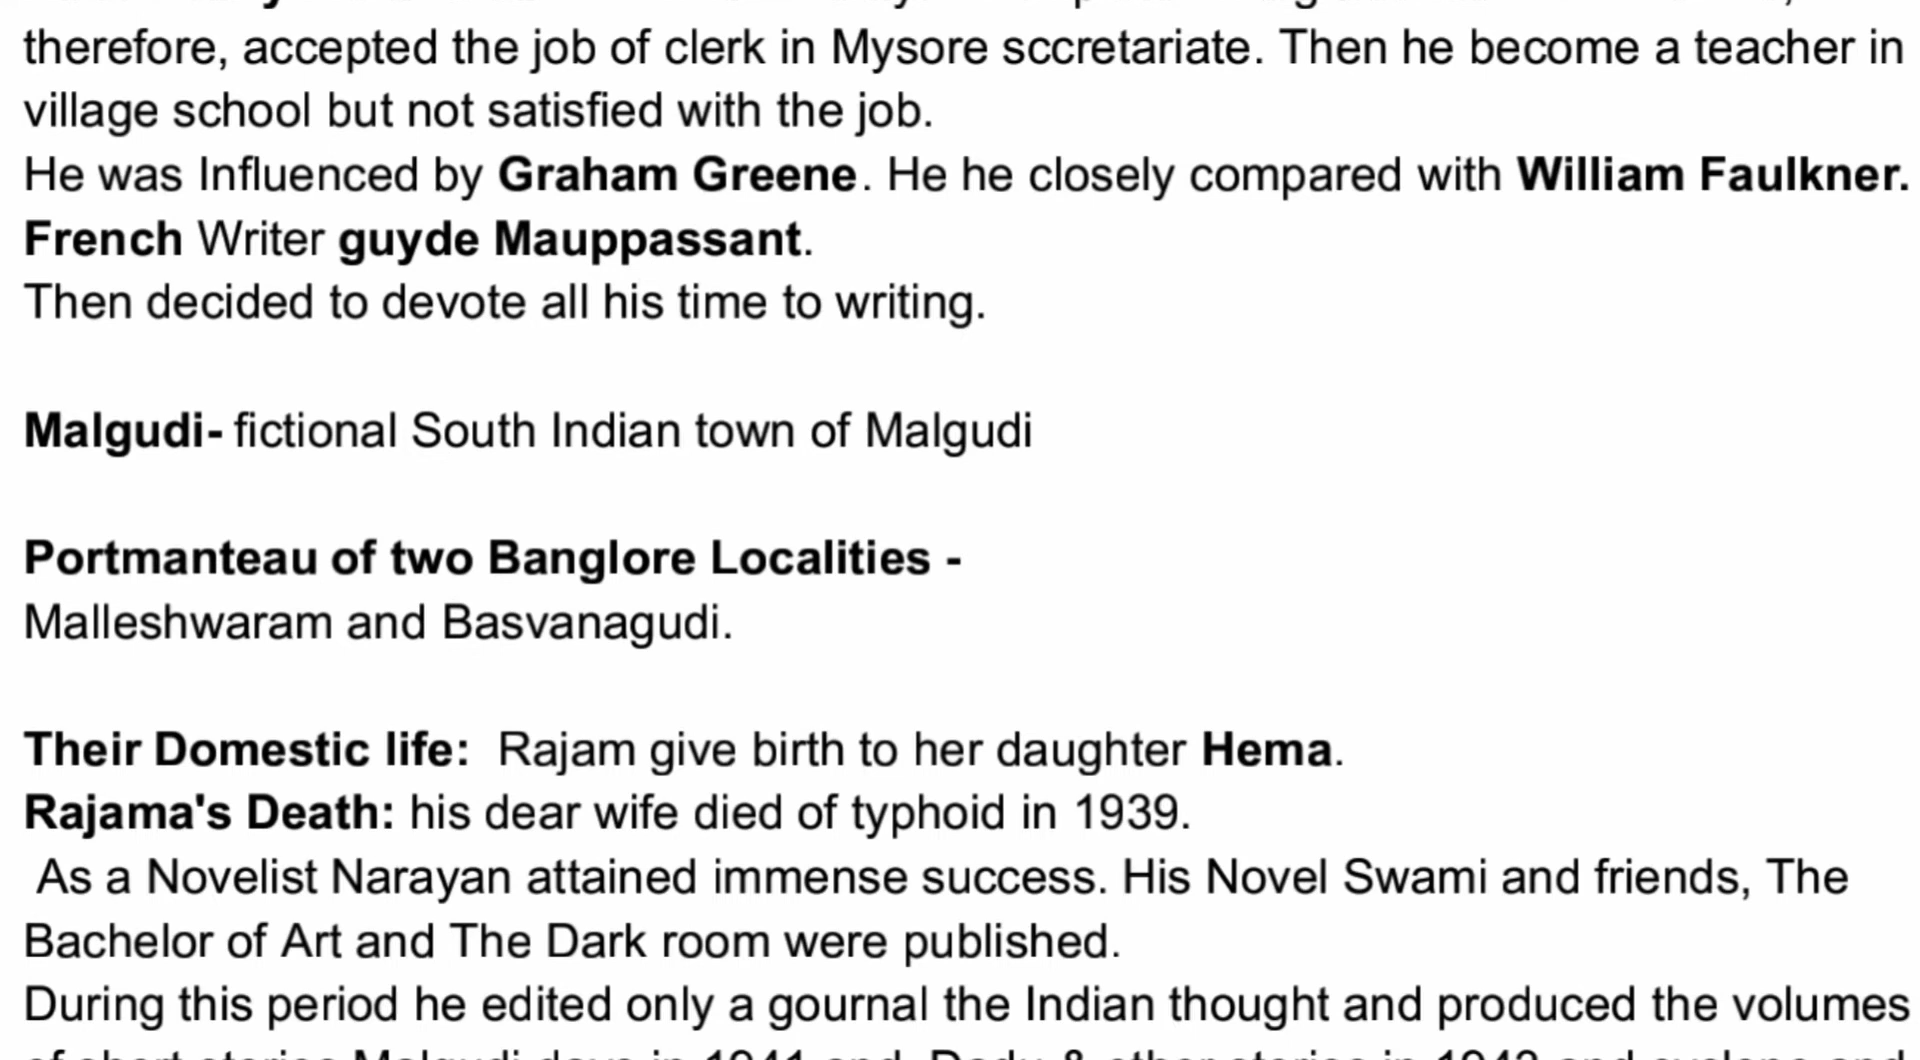 therefore, accepted the job of clerk in Mysore sccretariate. Then he become a teacher in
village school but not satisfied with the job.
He was Influenced by Graham Greene. He he closely compared with William Faulkner.
French Writer guyde Mauppassant.
Then decided to devote all his time to writing.
Malgudi- fictional South Indian town of Malgudi
Portmanteau of two Banglore Localities -
Malleshwaram and Basvanagudi.
Their Domestic life: Rajam give birth to her daughter Hema.
Rajama's Death: his dear wife died of typhoid in 1939.
As a Novelist Narayan attained immense success. His Novel Swami and friends, The
Bachelor of Art and The Dark room were published.
During this period he edited only a gournal the Indian thought and produced the volumes